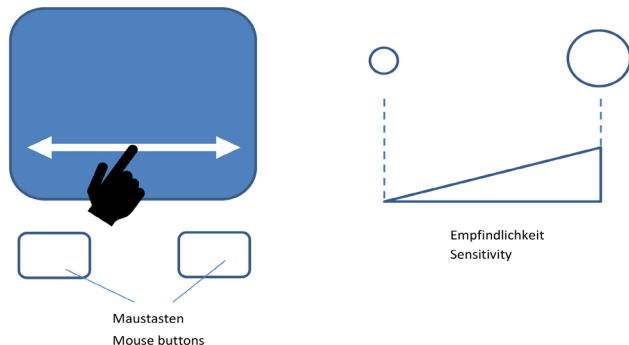 Maustasten
Mouse buttons
Empfindlichkeit
Sensitivity